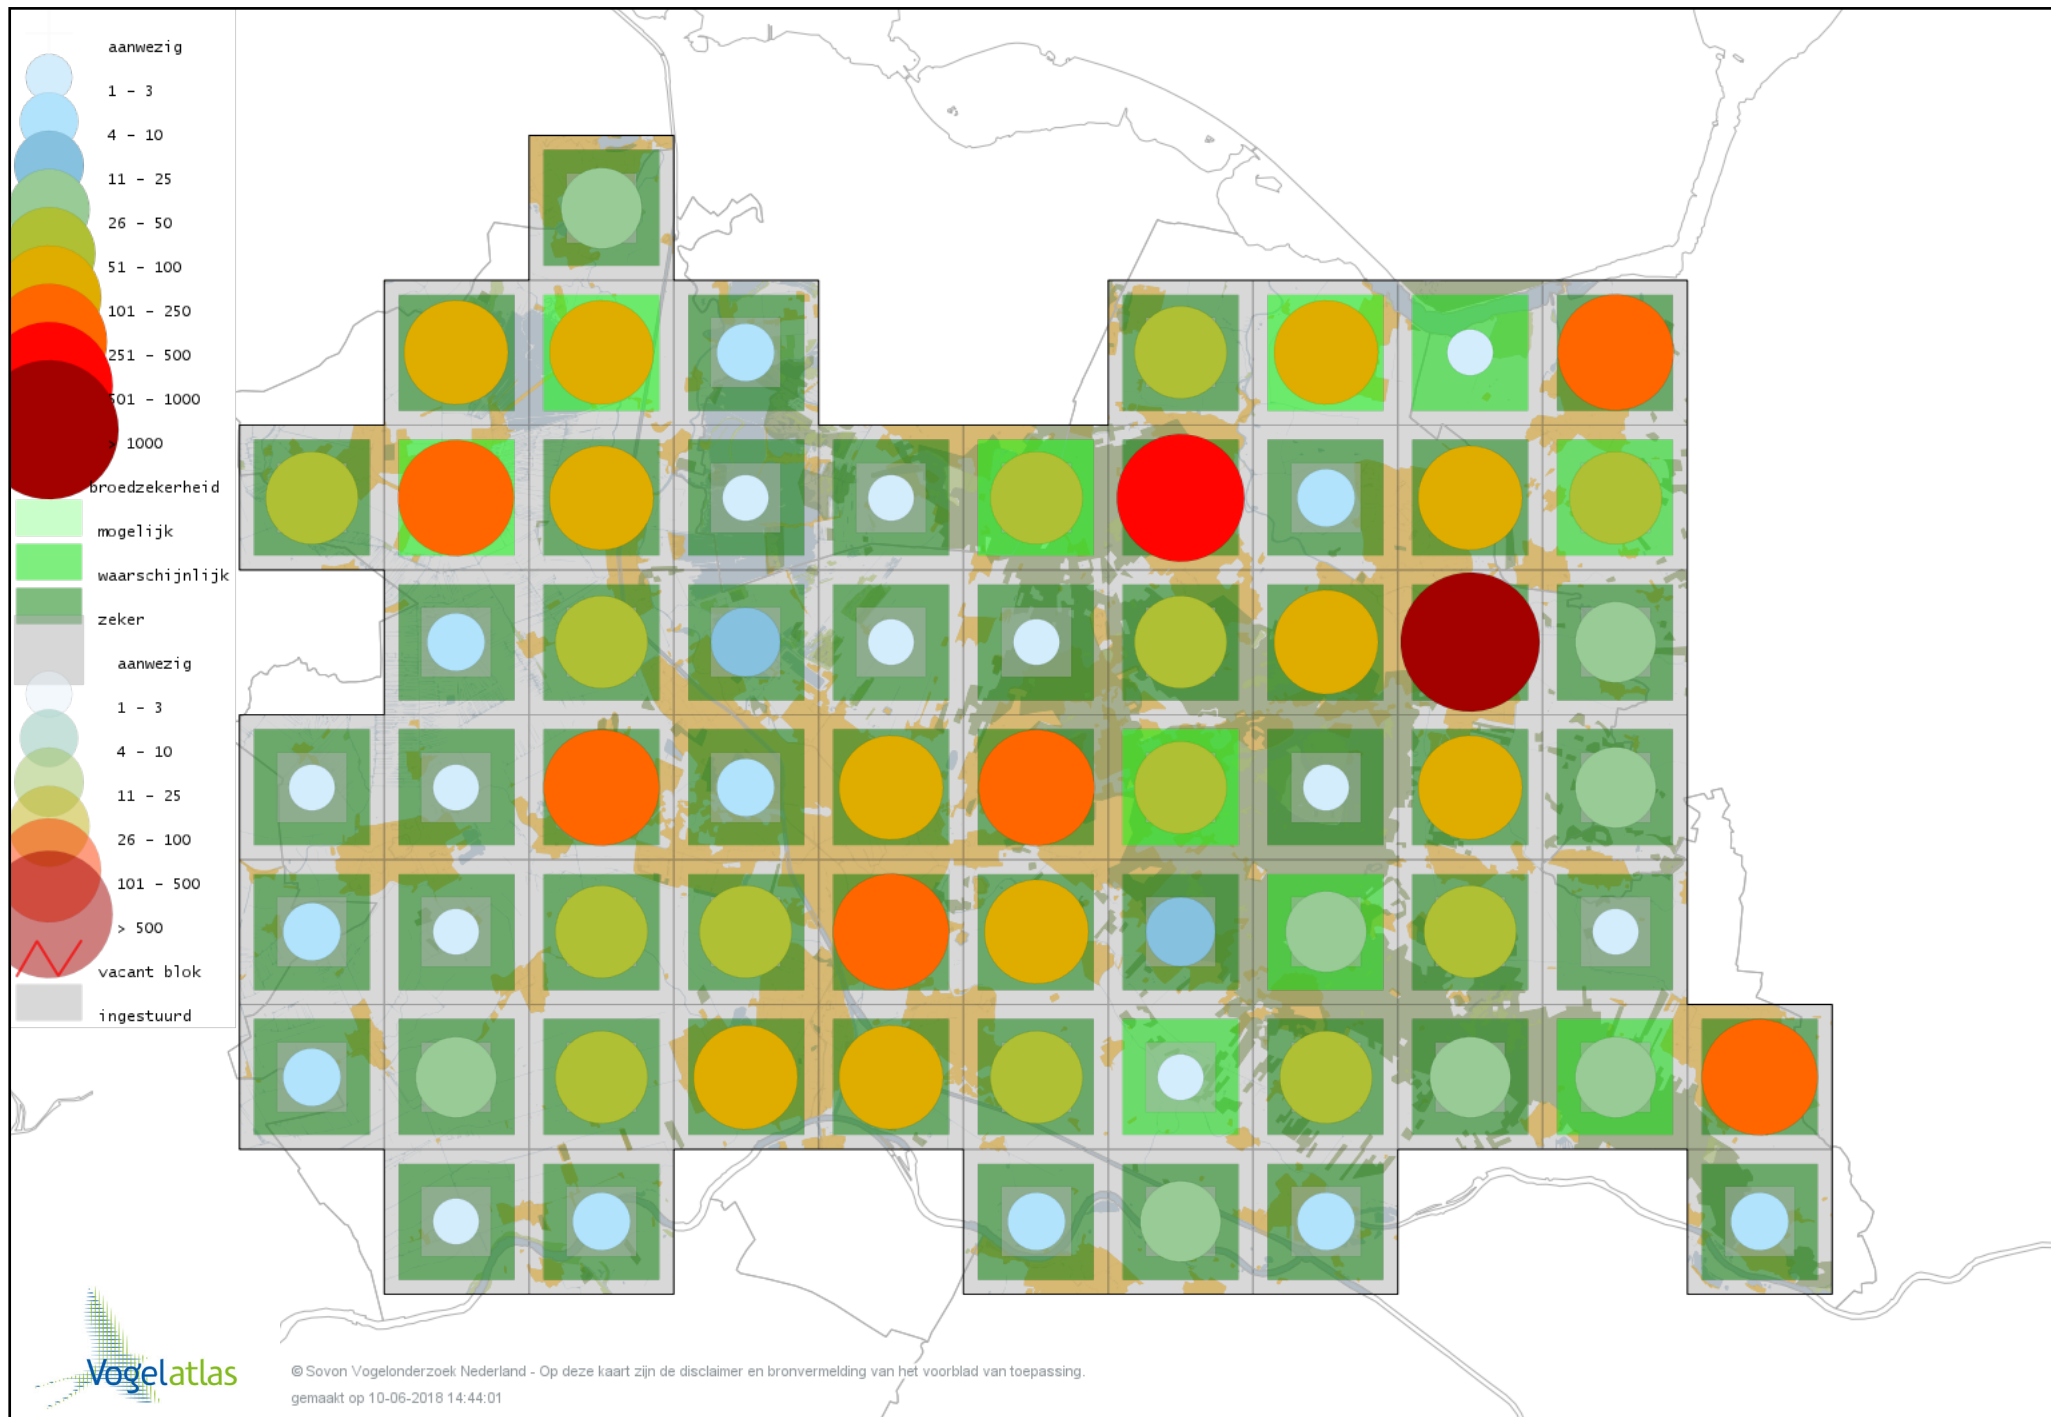 aanwezig
1 - 3
4 - 10
11 - 25
26 - 50
51 - 100
101 - 250
251 - 500
501 - 1000
> 1000
broedzekerheid
mogelijk
waarschijnlijk
zeker
aanwezig
1 - 3
4 - 10
11 - 25
26 - 100
101 - 500
> 500
vacant blok
ingestuurd
Vogelatlas
© Sovon Vogelonderzoek Nederland - Op deze kaart zijn de disclaimer en bronvermelding van het voorblad van toepassing.
gemaakt op 10-06-2018 14:44:01